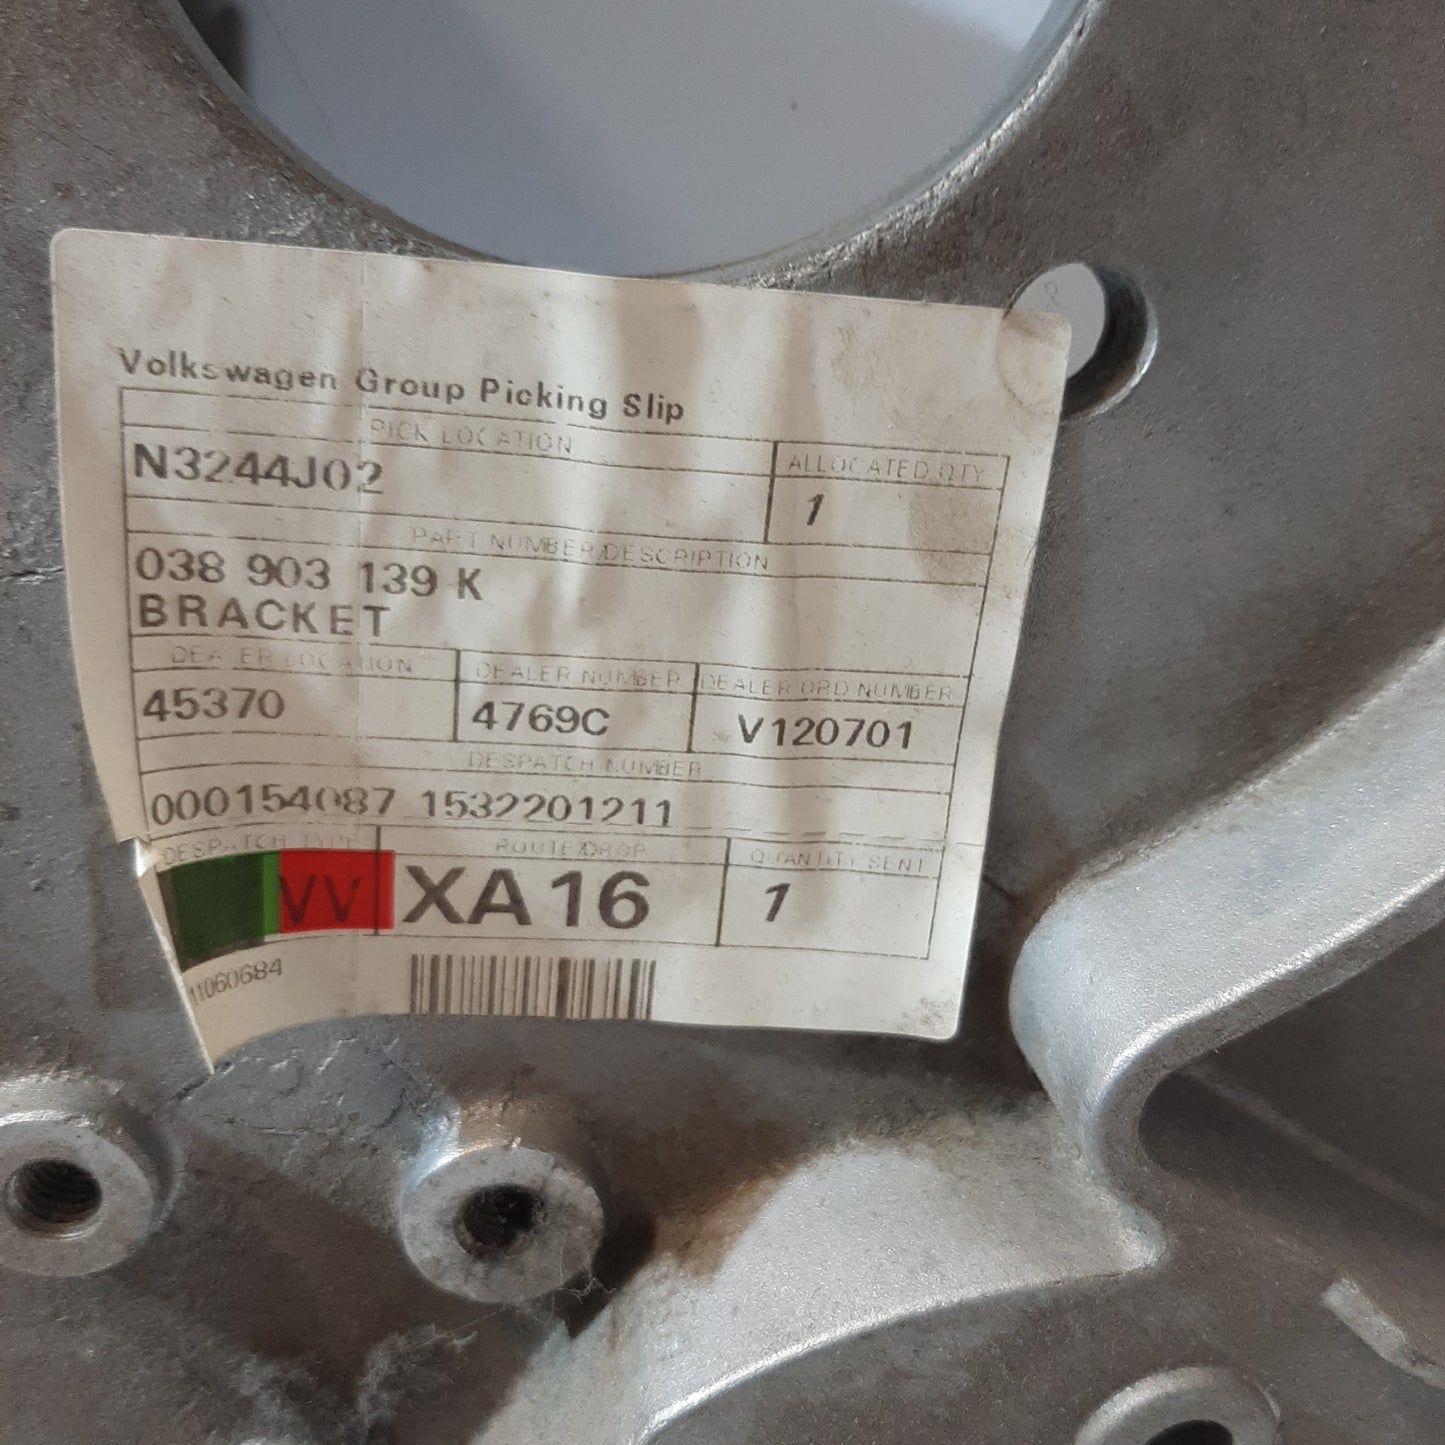 Volkswagen Group Picking Slip
PICK LOCATION
ALLOCATED QTY
N3244J02
1
PART NUMBER/DESCRIPTION
038 903 139 K
BRACKET
DEALER LOCATION
DEALER NUMBER
DEALER ORD NUMBER
45370
4769C
V120701
DESPATCH NUMBER
000154087 1532201211
DESPATCH TYPE
ROUTE/DROP
QUANTITY SENT
VV
XA16
1
11060684